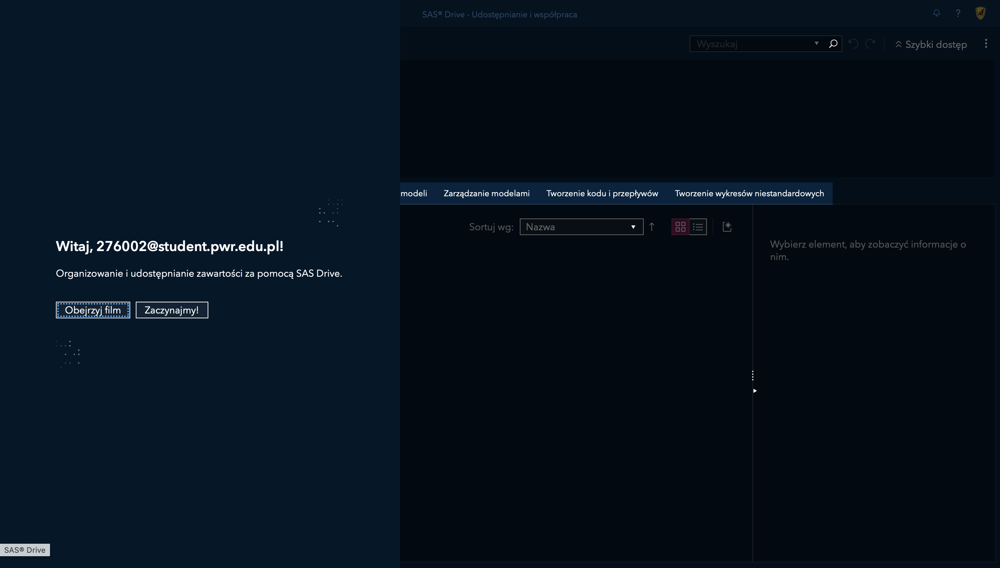 SAS® Drive - Udostępnianie i współpraca
?
Wyszukaj
Szybki dostęp
modeli
Zarządzanie modelami
Tworzenie kodu i przepływów
Tworzenie wykresów niestandardowych
Sortuj wg:
Nazwa
Wybierz element, aby zobaczyć informacje o
nim.
Witaj, 276002@student.pwr.edu.pl!
Organizowanie i udostępnianie zawartości za pomocą SAS Drive.
Obejrzyj film
Zaczynajmy!
SAS® Drive